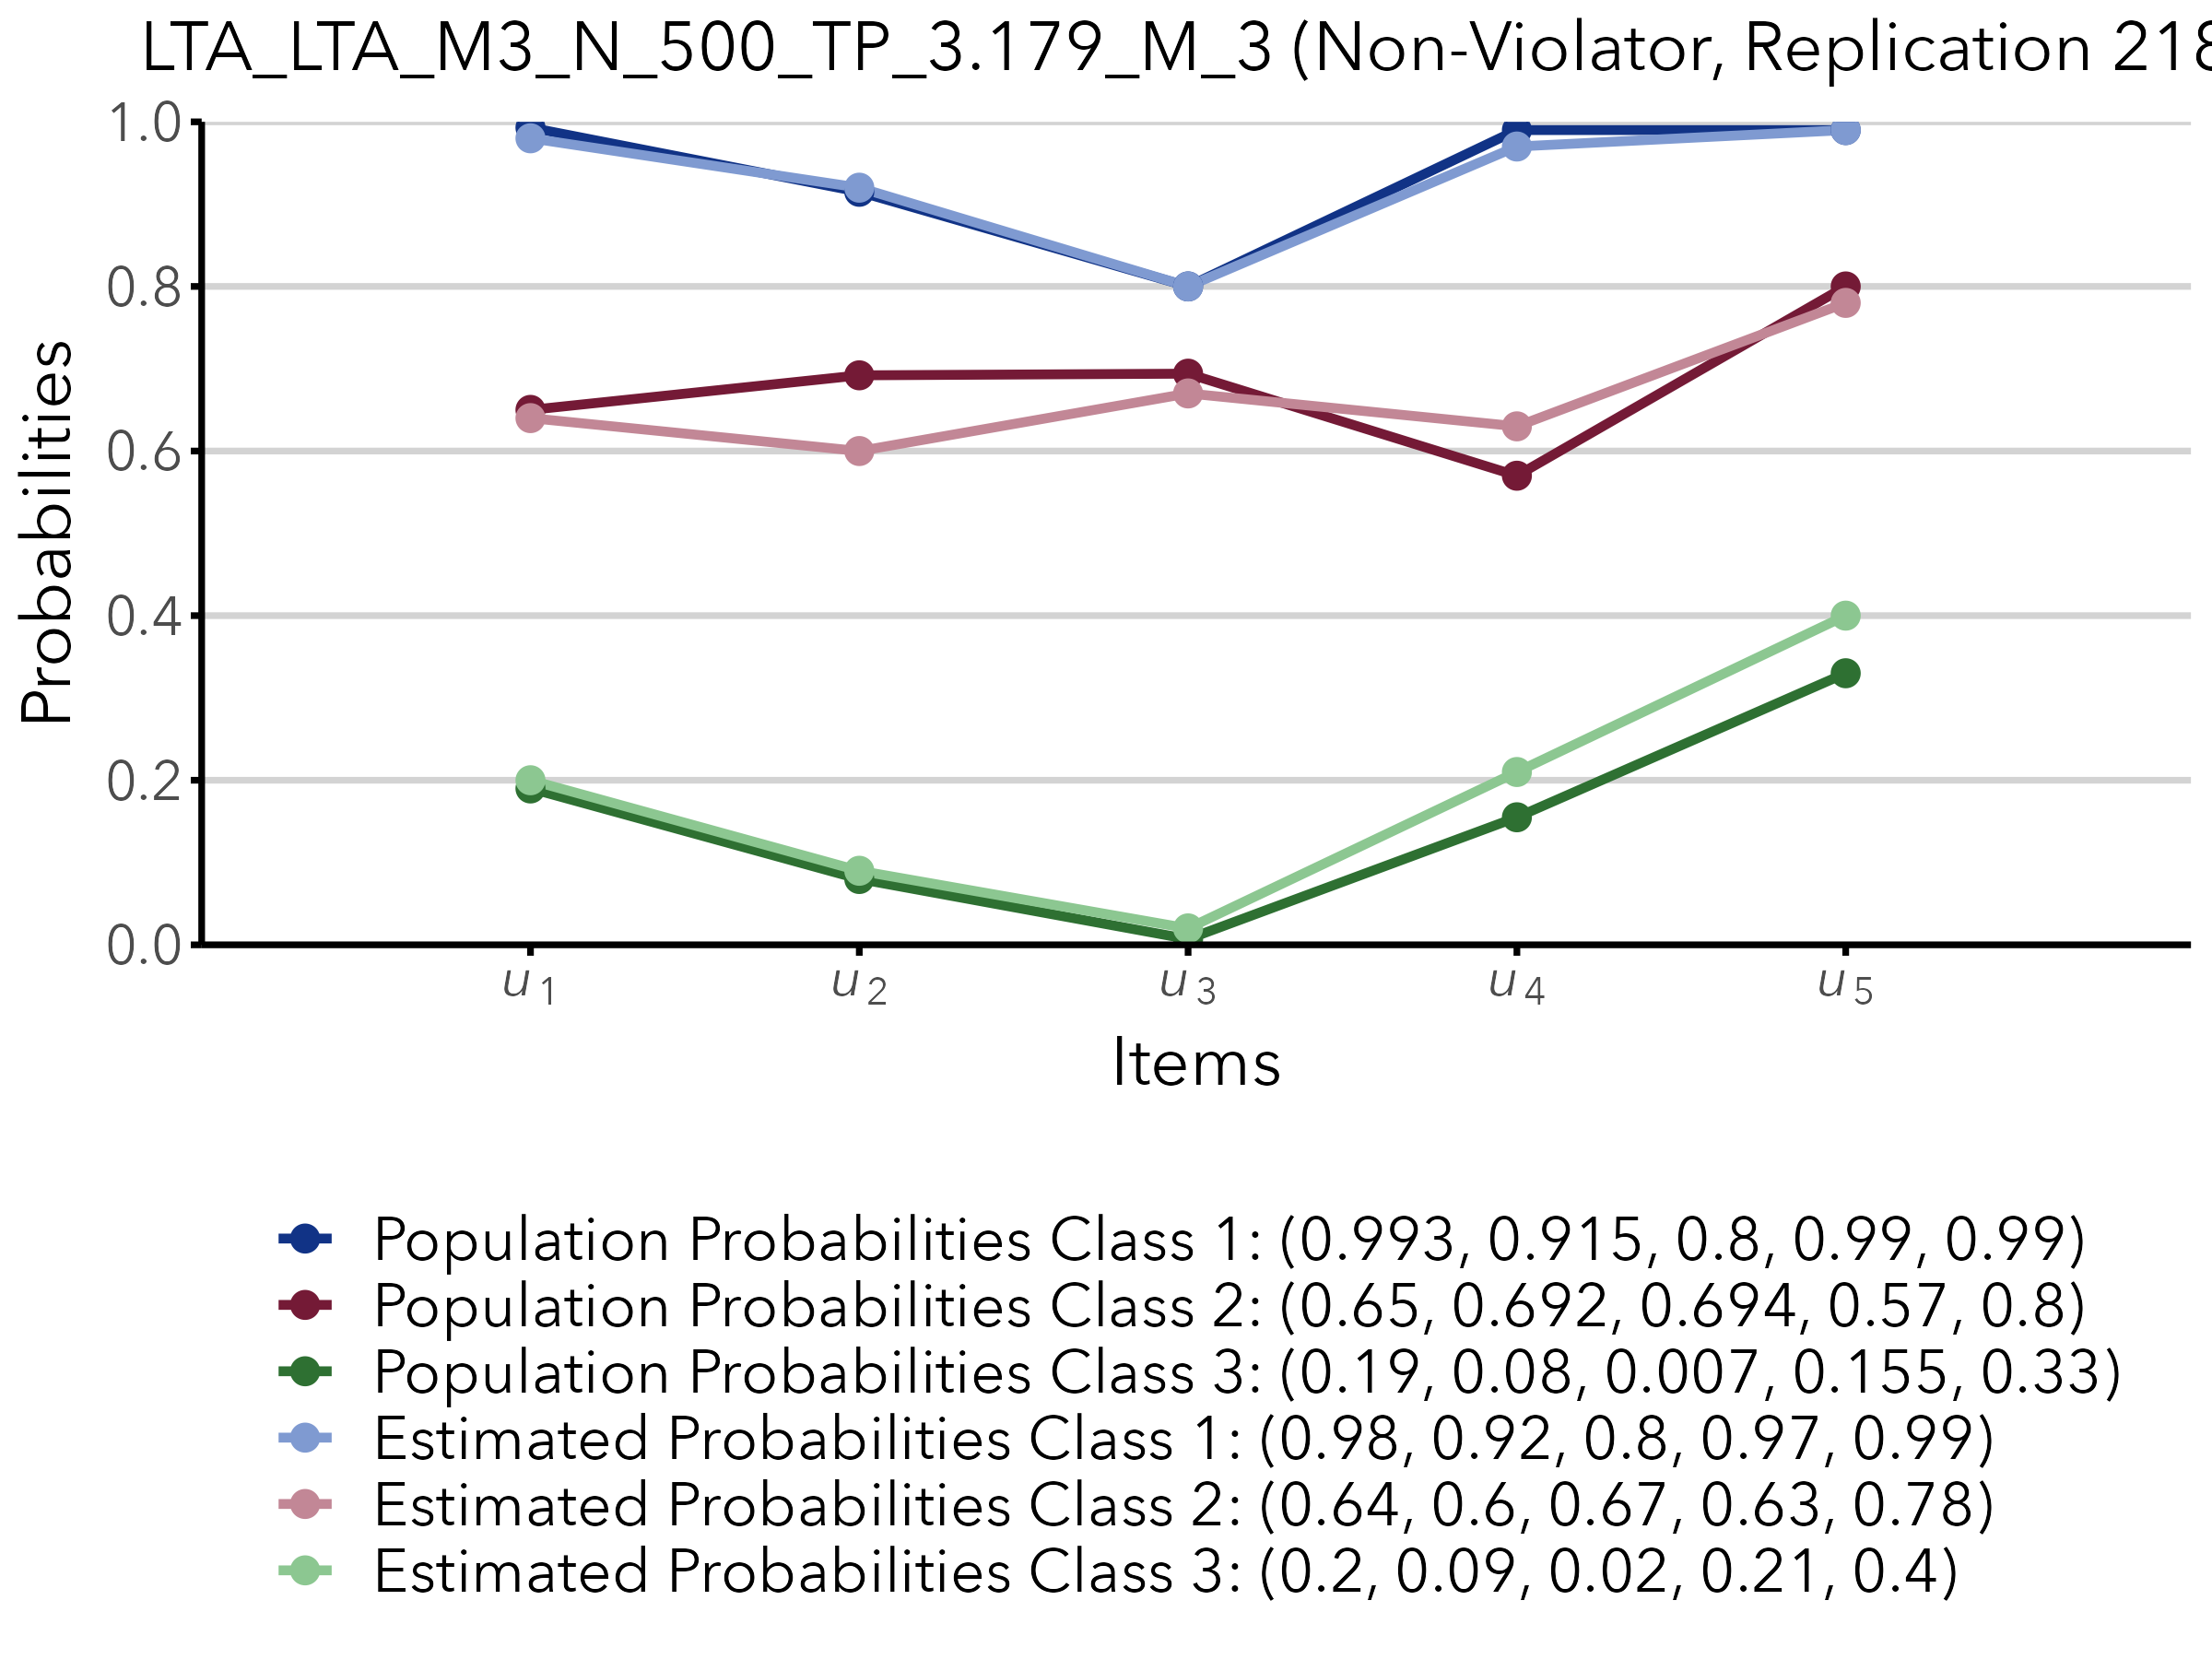 LTA_LTA_M3_N_500_TP_3.179_M_3 (Non-Violator, Replication 218
Probabilities
1.0
0.8
0.6
0.4
0.2
0.0
u1 u2 u3 u4 u5
Items
Population Probabilities Class 1: (0.993, 0.915, 0.8, 0.99, 0.99)
Population Probabilities Class 2: (0.65, 0.692, 0.694, 0.57, 0.8)
Population Probabilities Class 3: (0.19, 0.08, 0.007, 0.155, 0.33)
Estimated Probabilities Class 1: (0.98, 0.92, 0.8, 0.97, 0.99)
Estimated Probabilities Class 2: (0.64, 0.6, 0.67, 0.63, 0.78)
Estimated Probabilities Class 3: (0.2, 0.09, 0.02, 0.21, 0.4)